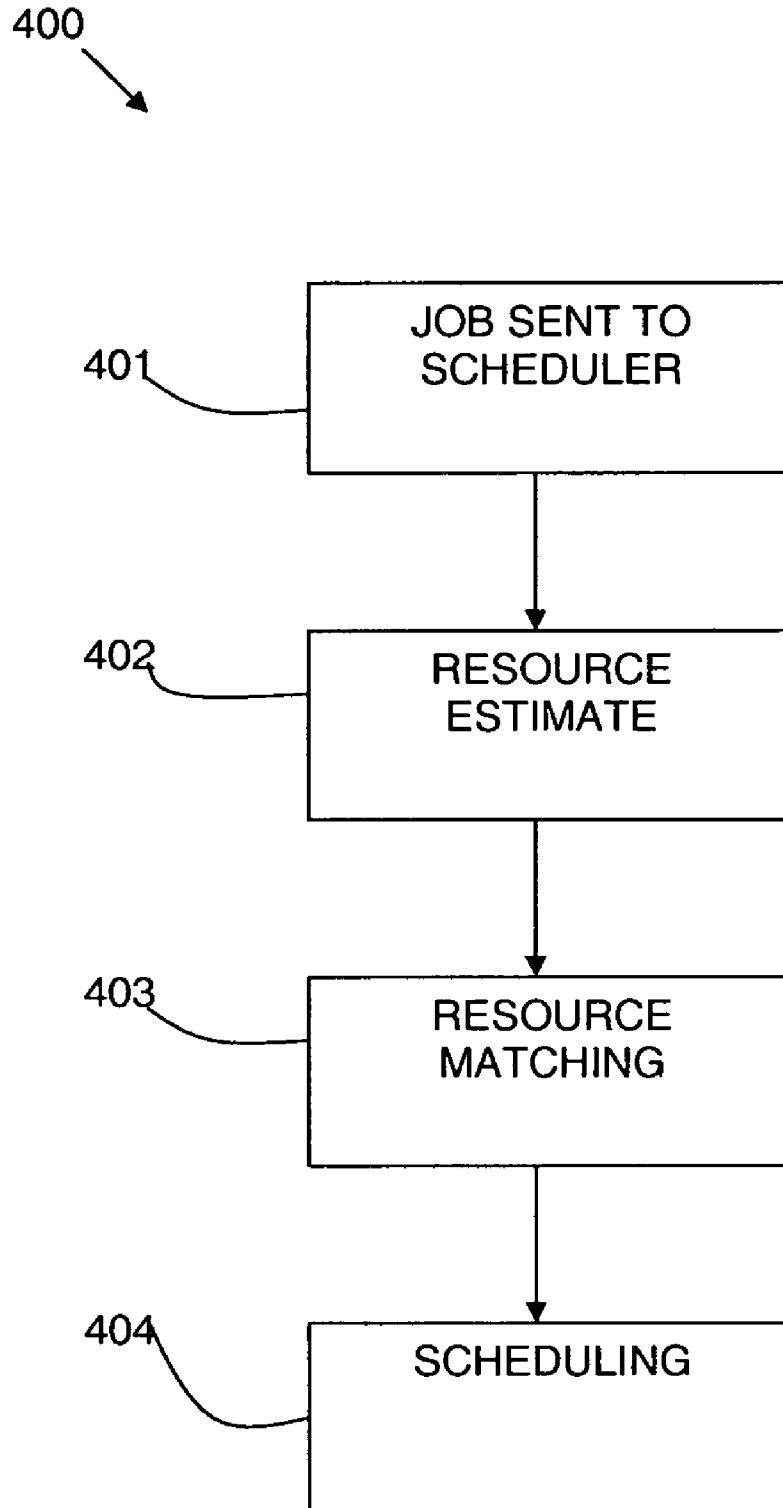 400
JOB SENT TO
SCHEDULER
401
RESOURCE
ESTIMATE
402
RESOURCE
MATCHING
403
SCHEDULING
404